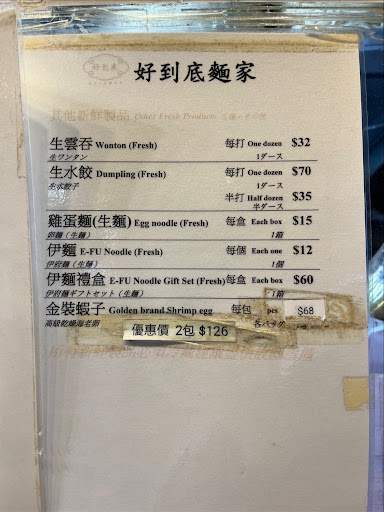 好到底 好到底麵家
其他新鮮製品 Other Fresh Products
生雲吞 Wonton (Fresh) 每打 One dozen $32
生ワンタン 1ダース
生水餃 Dumpling (Fresh) 每打 One dozen $70
生水餃子 1ダース
半打 Half dozen $35
半ダース
雞蛋麵(生麵) Egg noodle (Fresh) 每盒 Each box $15
卵麵(生麵) 1箱
伊麵 E-FU Noodle (Fresh) 每個 Each one $12
伊府麵(生麵) 1個
伊麵禮盒 E-FU Noodle Gift Set (Fresh) 每盒 Each box $60
伊府麵ギフトセット(生麵) 1箱
金裝蝦子 Golden brand Shrimp egg 每包 pcs $68
高級乾燥海老卵 各パック
優惠價 2包 $126